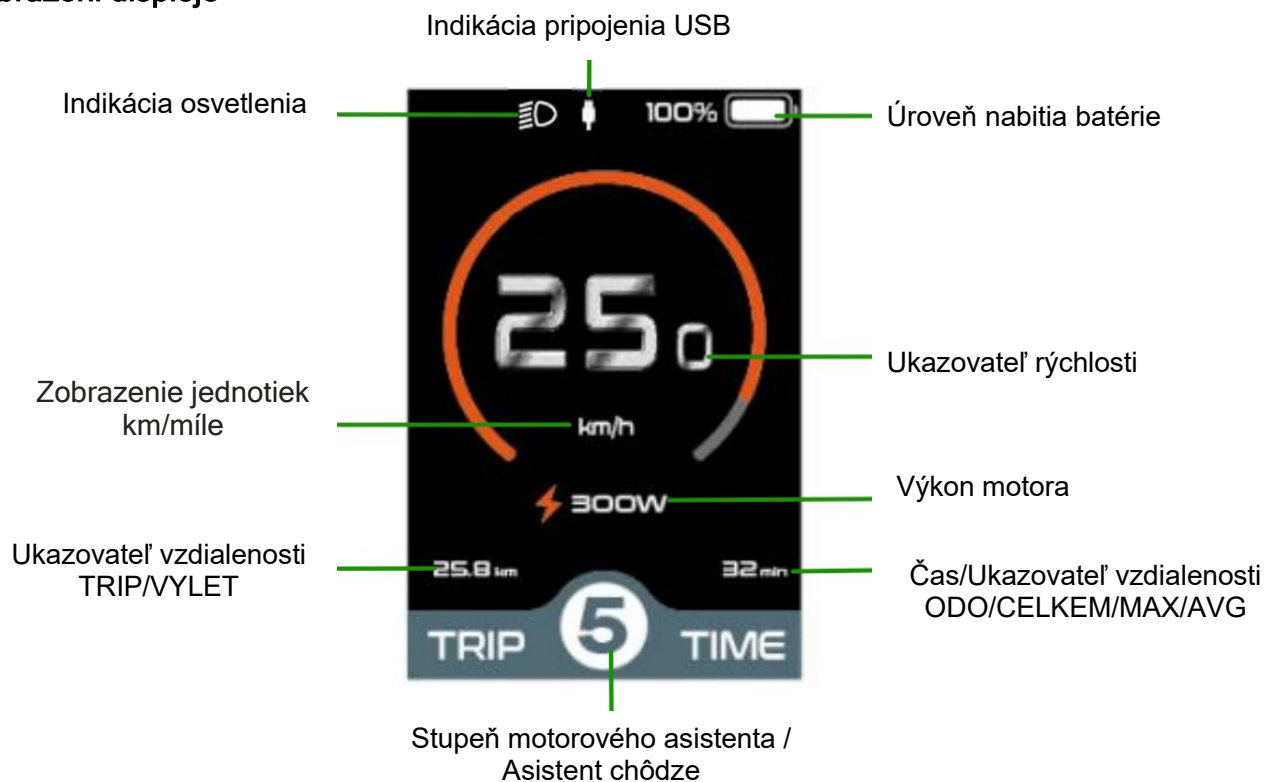 displeje
Indikácia pripojenia USB
Indikácia osvetlenia
100%
Úroveň nabitia batérie
25.0
Ukazovateľ rýchlosti
Zobrazenie jednotiek
km/míle
km/h
300W
Výkon motora
Ukazovateľ vzdialenosti
TRIP/VYLET
25.8 km
32 min
Čas/Ukazovateľ vzdialenosti
ODO/CELKEM/MAX/AVG
TRIP 5 TIME
Stupeň motorového asistenta /
Asistent chôdze